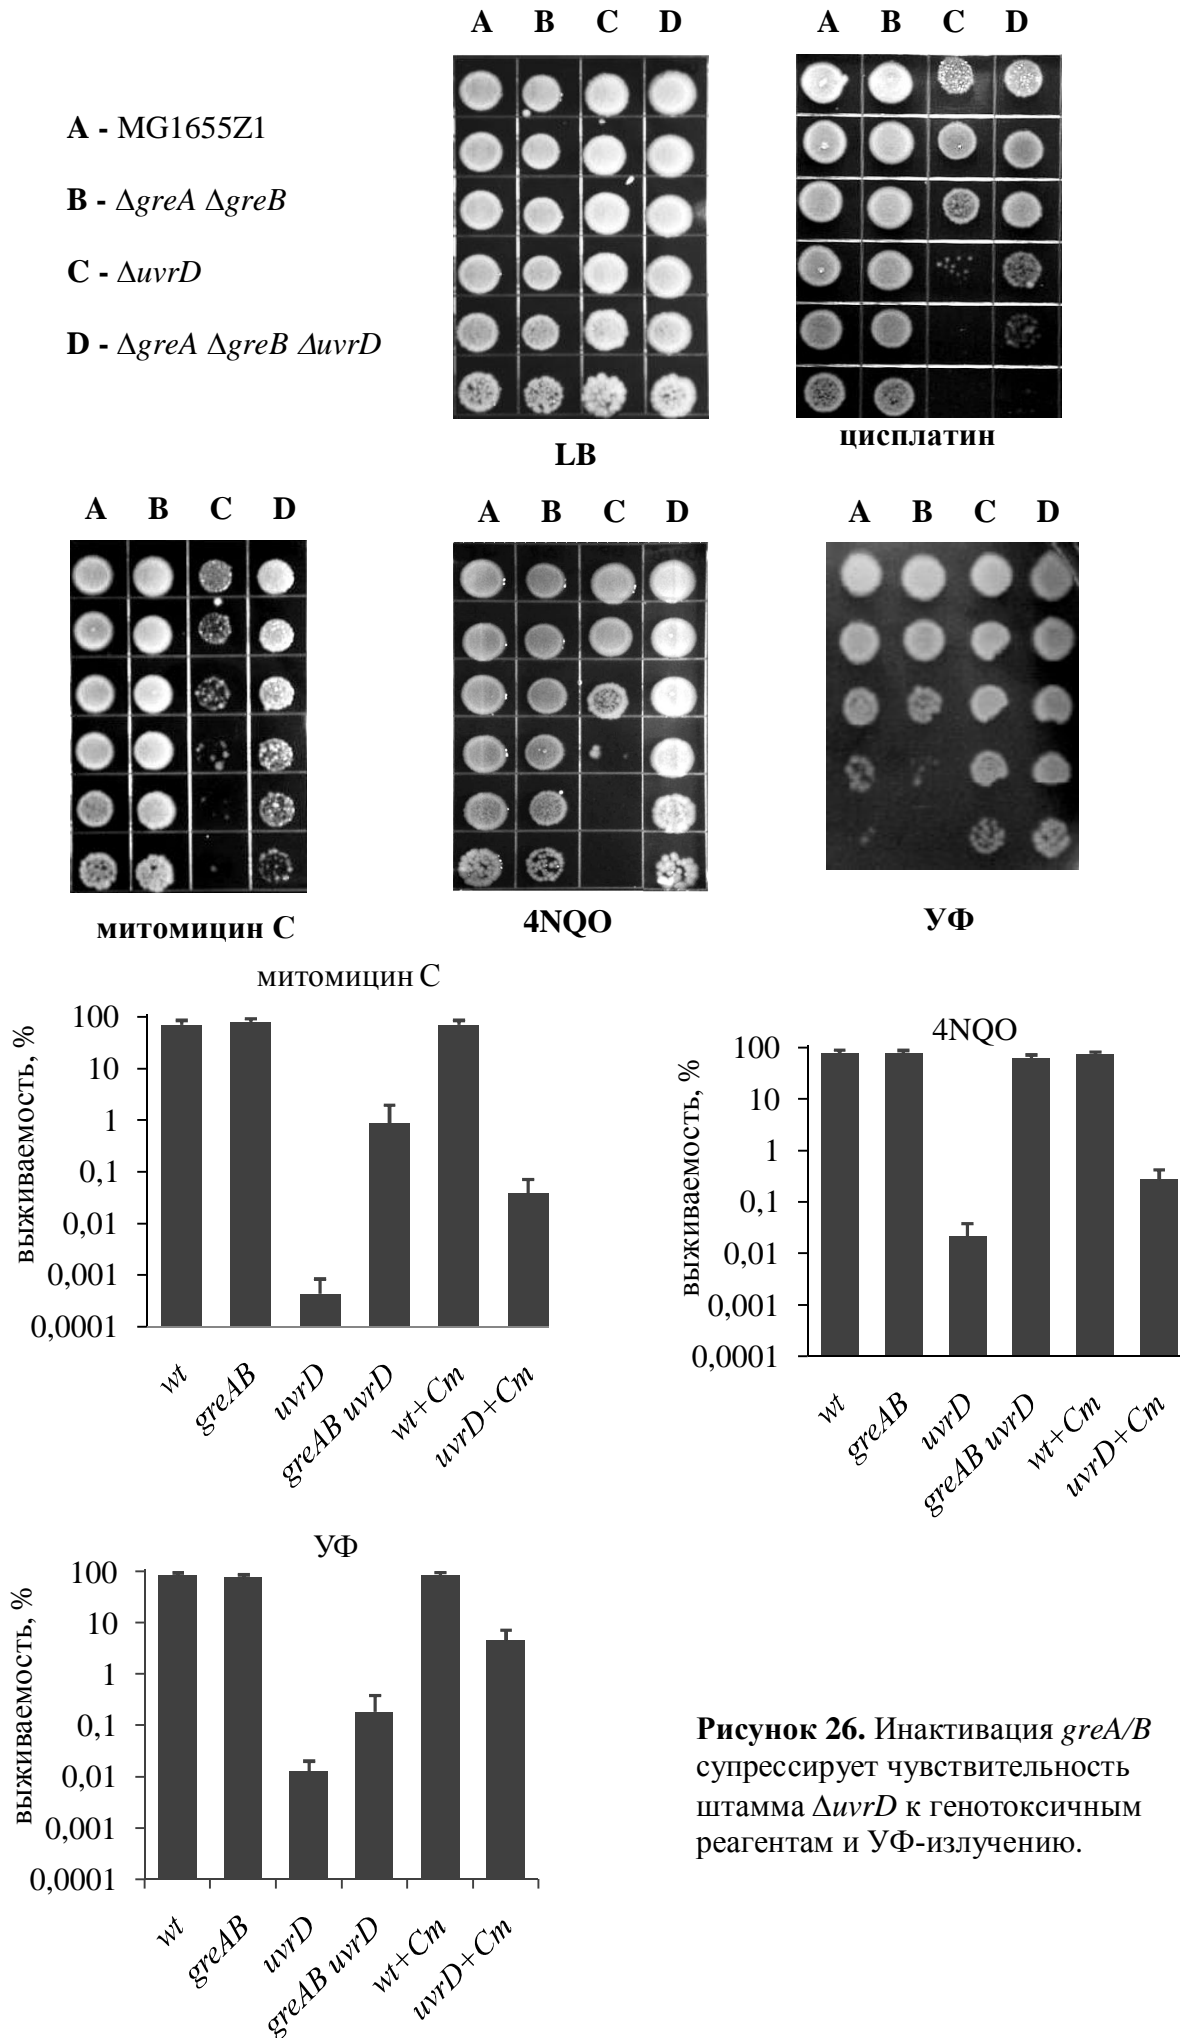 A B C D
A B C D
A - MG1655Z1
B - ΔgreA ΔgreB
C - ΔuvrD
D - ΔgreA ΔgreB ΔuvrD
LB
цисплатин
A B C D
A B C D
A B C D
митомицин С
4NQO
УФ
митомицин С
выживаемость, %
100
10
1
0,1
0,01
0,001
0,0001
wt
greAB
uvrD
greAB uvrD
wt+Cm
uvrD+Cm
4NQO
выживаемость, %
100
10
1
0,1
0,01
0,001
0,0001
wt
greAB
uvrD
greAB uvrD
wt+Cm
uvrD+Cm
УФ
выживаемость, %
100
10
1
0,1
0,01
0,001
0,0001
wt
greAB
uvrD
greAB uvrD
wt+Cm
uvrD+Cm
Рисунок 26. Инактивация greA/B
супрессирует чувствительность
штамма ΔuvrD к генотоксичным
реагентам и УФ-излучению.